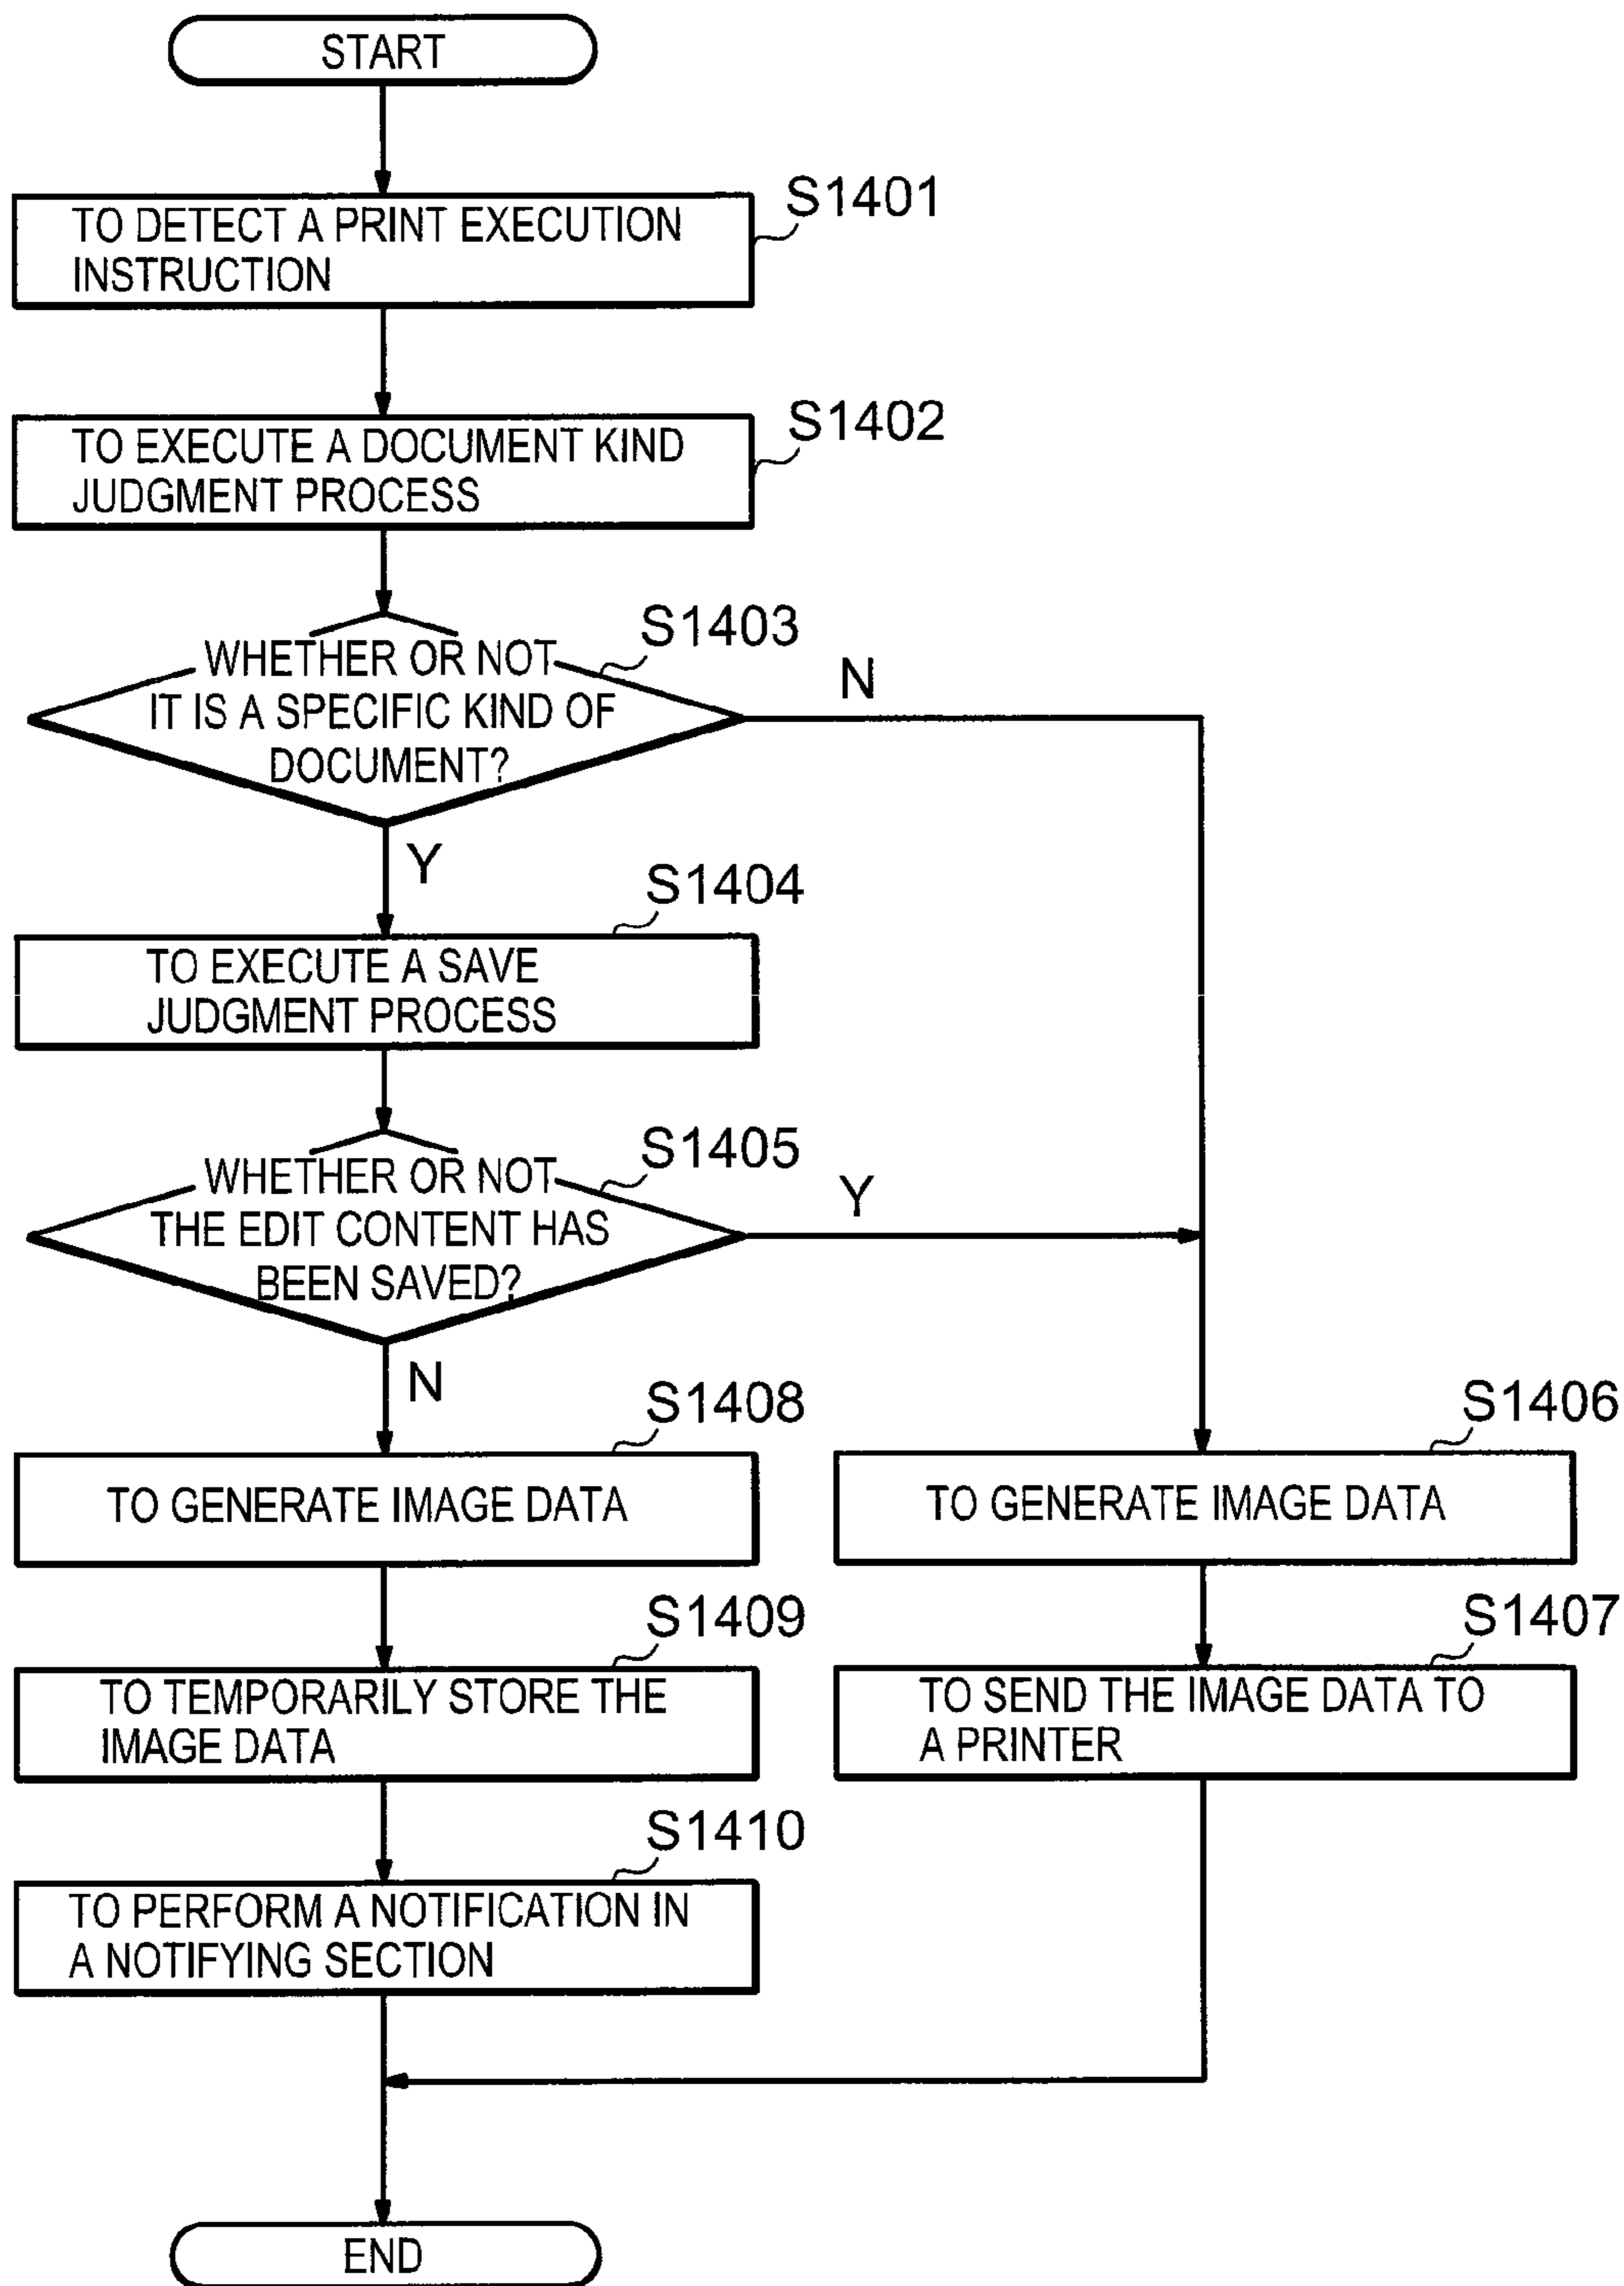 START
S1401
TO DETECT A PRINT EXECUTION
INSTRUCTION
S1402
TO EXECUTE A DOCUMENT KIND
JUDGMENT PROCESS
S1403
WHETHER OR NOT
IT IS A SPECIFIC KIND OF
DOCUMENT?
N
Y
S1404
TO EXECUTE A SAVE
JUDGMENT PROCESS
S1405
WHETHER OR NOT
THE EDIT CONTENT HAS
BEEN SAVED?
Y
N
S1408
TO GENERATE IMAGE DATA
S1406
TO GENERATE IMAGE DATA
S1409
TO TEMPORARILY STORE THE
IMAGE DATA
S1407
TO SEND THE IMAGE DATA TO
A PRINTER
S1410
TO PERFORM A NOTIFICATION IN
A NOTIFYING SECTION
END